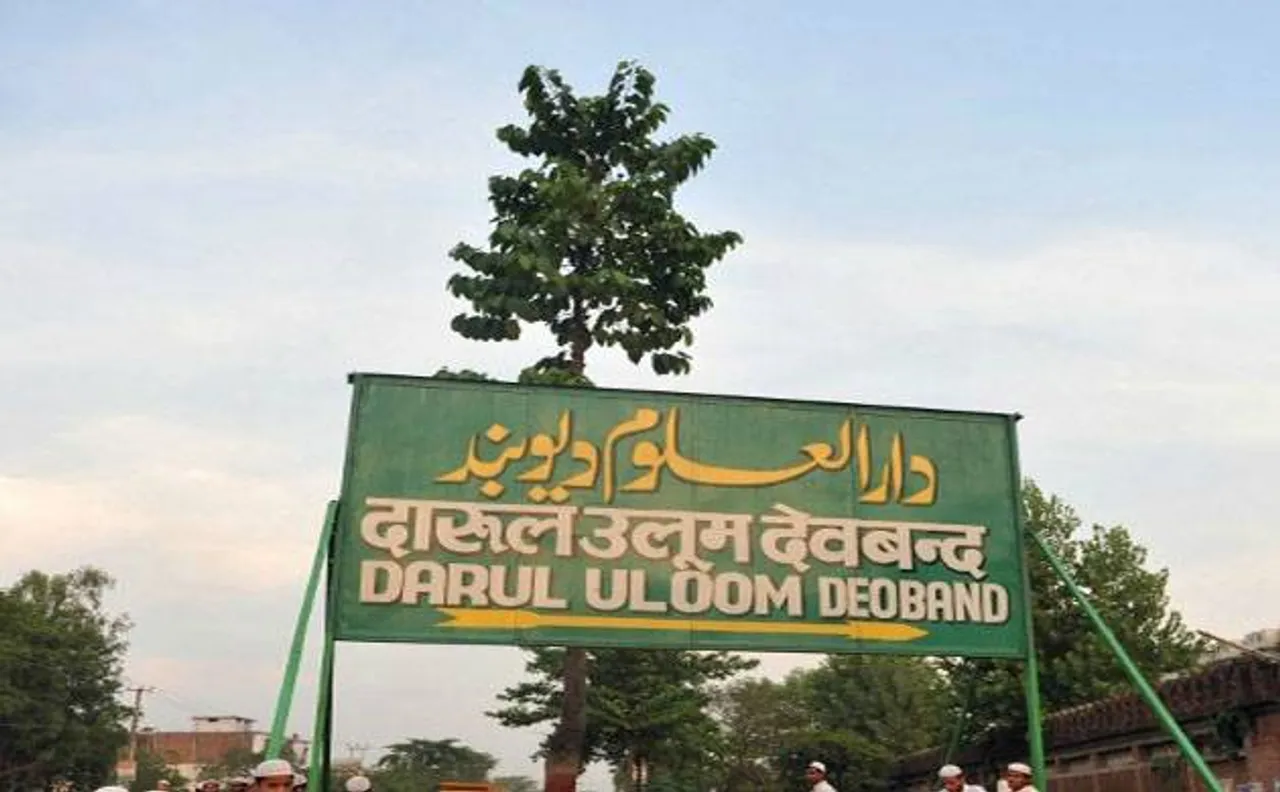 دارالعلوم دیوبند
दारूल उलूम देवबन्द
DARUL ULOOM DEOBAND